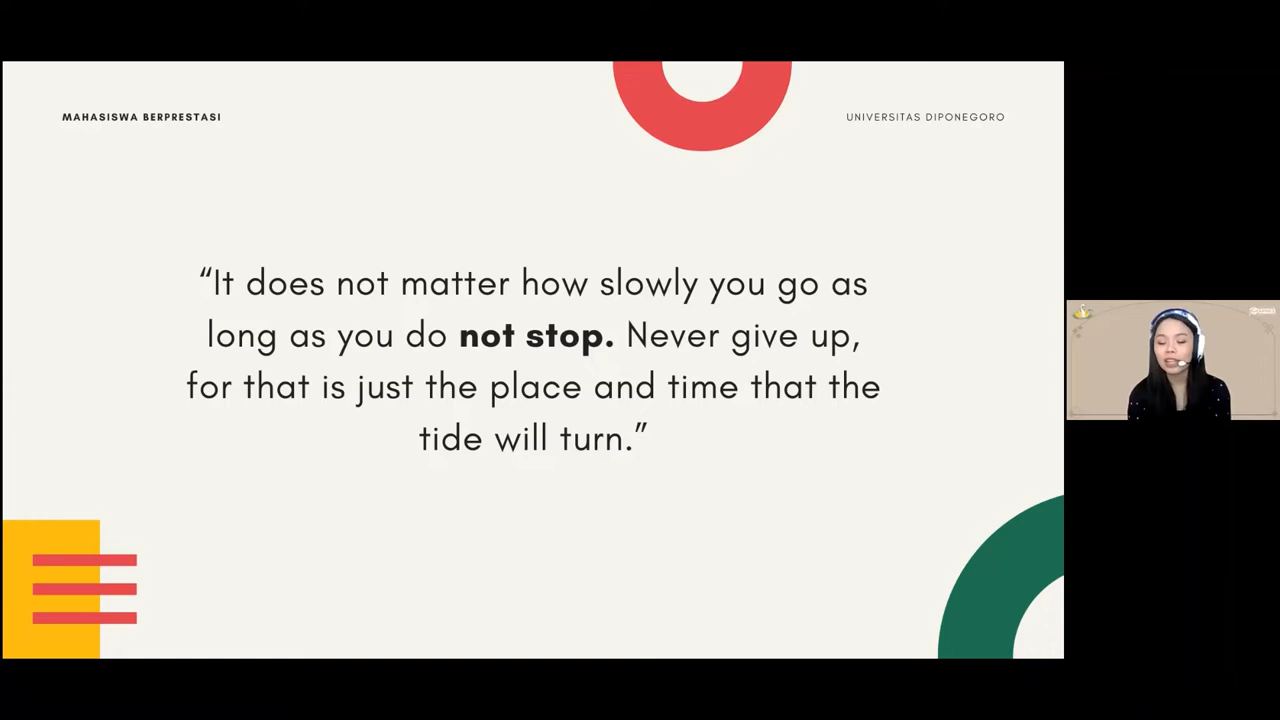 MAHASISWA BERPRESTASI
UNIVERSITAS DIPONEGORO
“It does not matter how slowly you go as
long as you do not stop. Never give up,
for that is just the place and time that the
tide will turn.”